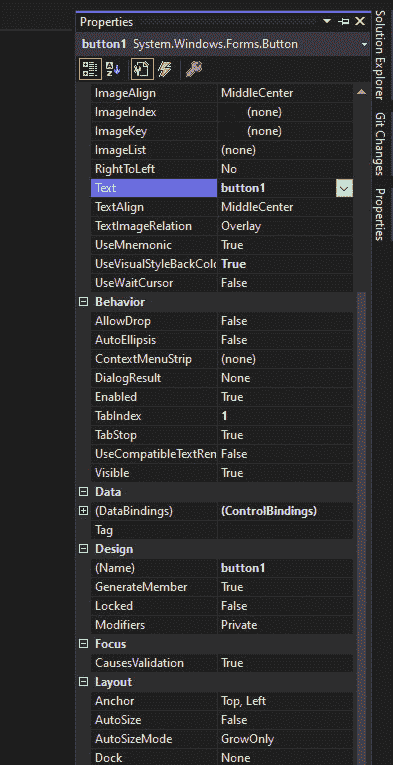 Properties
button1 System.Windows.Forms.Button
ImageAlign MiddleCenter
ImageIndex (none)
ImageKey (none)
ImageList (none)
RightToLeft No
Text button1
TextAlign MiddleCenter
TextImageRelation Overlay
UseMnemonic True
UseVisualStyleBackColo True
UseWaitCursor False
Behavior
AllowDrop False
AutoEllipsis False
ContextMenuStrip (none)
DialogResult None
Enabled True
TabIndex 1
TabStop True
UseCompatibleTextRen False
Visible True
Data
(DataBindings) (ControlBindings)
Tag
Design
(Name) button1
GenerateMember True
Locked False
Modifiers Private
Focus
CausesValidation True
Layout
Anchor Top, Left
AutoSize False
AutoSizeMode GrowOnly
Dock None
Solution Explorer
Git Changes
Properties